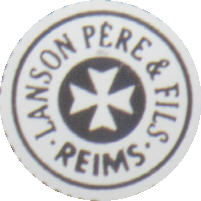 LANSON PÈRE & FILS
· REIMS ·